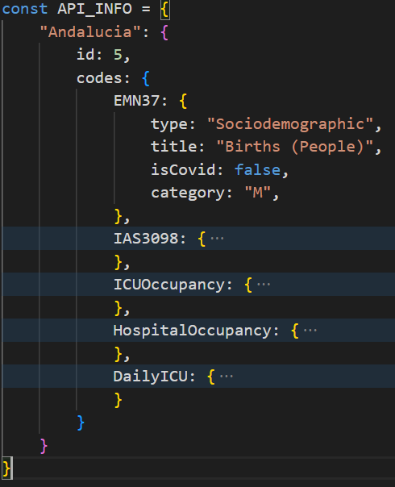 const API_INFO = {
    "Andalucia": {
        id: 5,
        codes: {
            EMN37: {
                type: "Sociodemographic",
                title: "Births (People)",
                isCovid: false,
                category: "M",
            },
            IAS3098: {···
            },
            ICUOccupancy: {···
            },
            HospitalOccupancy: {···
            },
            DailyICU: {···
            }
        }
    }
}